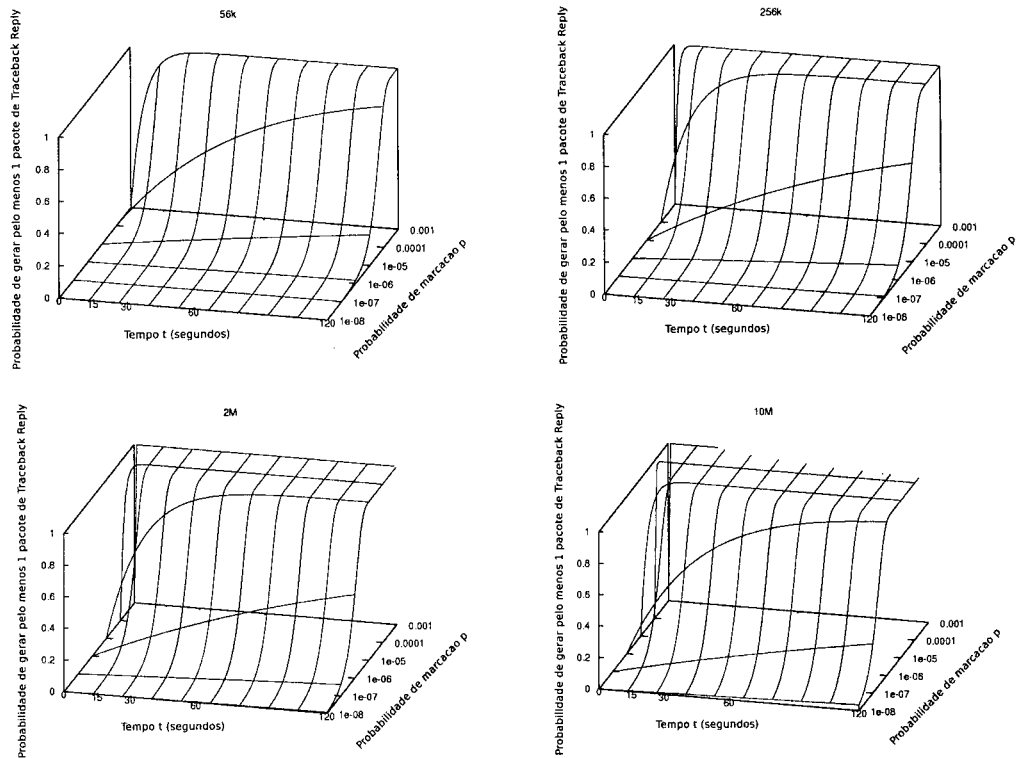 56k
Probabilidade de gerar pelo menos 1 pacote de Traceback Reply
1
0.8
0.6
0.4
0.2
0
0
15
30
60
120
Tempo t (segundos)
0.001
0.0001
1e-05
1e-06
1e-07
1e-08
Probabilidade de marcacao p
256k
Probabilidade de gerar pelo menos 1 pacote de Traceback Reply
1
0.8
0.6
0.4
0.2
0
0
15
30
60
120
Tempo t (segundos)
0.001
0.0001
1e-05
1e-06
1e-07
1e-08
Probabilidade de marcacao p
2M
Probabilidade de gerar pelo menos 1 pacote de Traceback Reply
1
0.8
0.6
0.4
0.2
0
0
15
30
60
120
Tempo t (segundos)
0.001
0.0001
1e-05
1e-06
1e-07
1e-08
Probabilidade de marcacao p
10M
Probabilidade de gerar pelo menos 1 pacote de Traceback Reply
1
0.8
0.6
0.4
0.2
0
0
15
30
60
120
Tempo t (segundos)
0.001
0.0001
1e-05
1e-06
1e-07
1e-08
Probabilidade de marcacao p